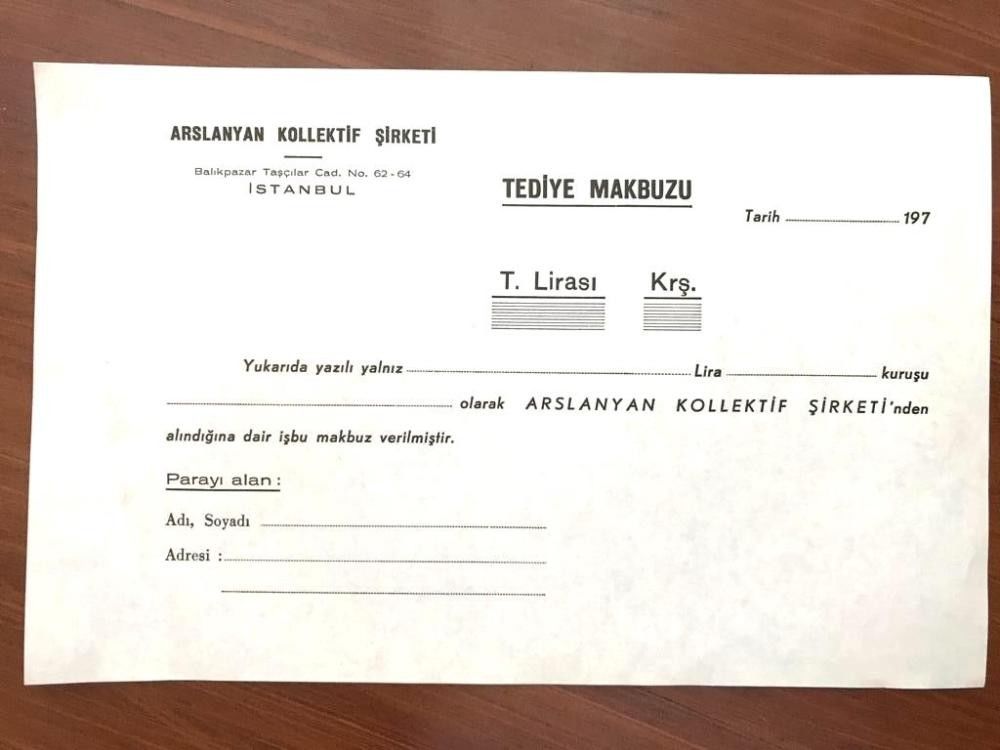 ARSLANYAN KOLLEKTİF ŞİRKETİ
Balıkpazar Taşçılar Cad. No. 62-64
İSTANBUL
TEDİYE MAKBUZU
Tarih 197
T. Lirası Krş.
Yukarıda yazılı yalnız Lira kuruşu
olarak ARSLANYAN KOLLEKTİF ŞİRKETİ'nden
alındığına dair işbu makbuz verilmiştir.
Parayı alan :
Adı, Soyadı
Adresi :